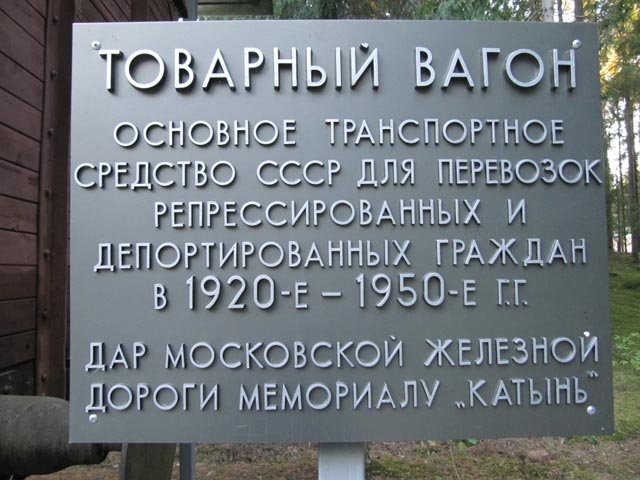 ТОВАРНЫЙ ВАГОН
ОСНОВНОЕ ТРАНСПОРТНОЕ
СРЕДСТВО СССР ДЛЯ ПЕРЕВОЗОК
РЕПРЕССИРОВАННЫХ И
ДЕПОРТИРОВАННЫХ ГРАЖДАН
В 1920-Е – 1950-Е Г.Г.
ДАР МОСКОВСКОЙ ЖЕЛЕЗНОЙ
ДОРОГИ МЕМОРИАЛУ „КАТЫНЬ"